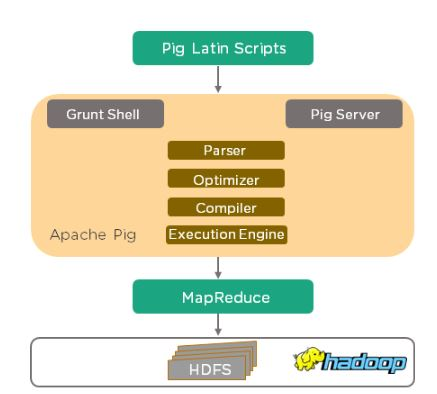 Pig Latin Scripts
Grunt Shell
Pig Server
Parser
Optimizer
Compiler
Apache Pig
Execution Engine
MapReduce
HDFS
hadoop